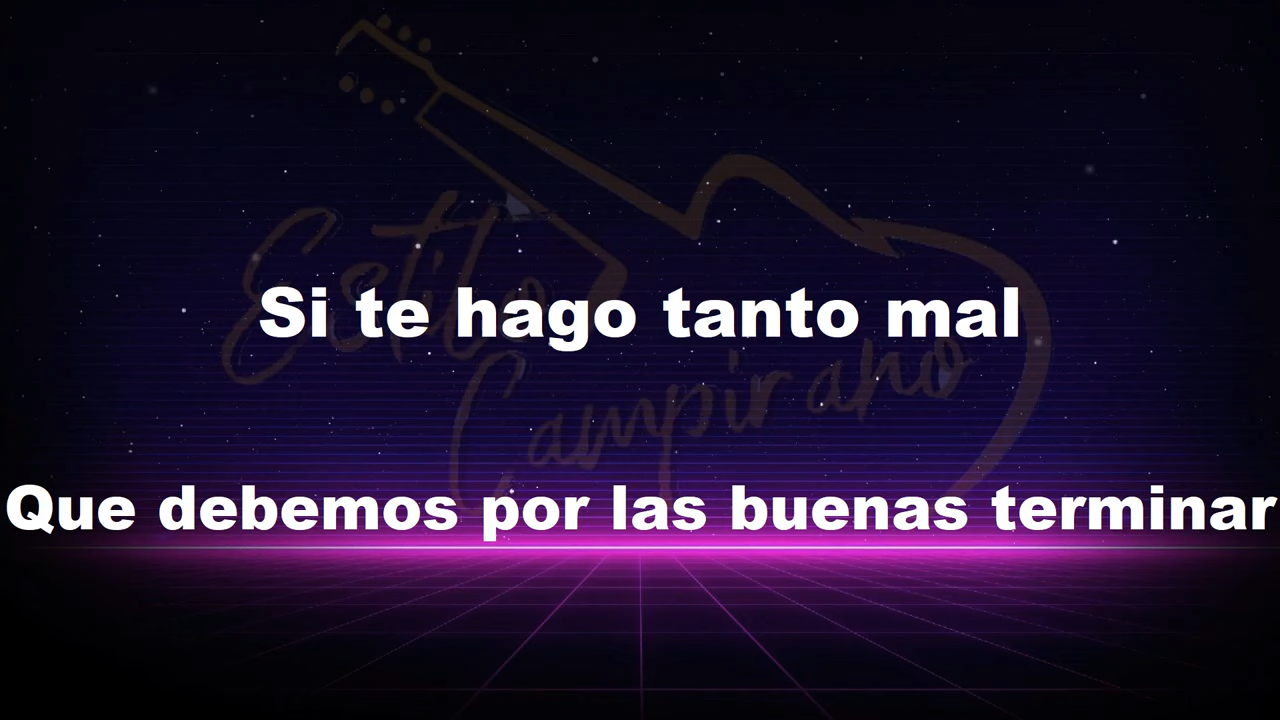 Estilo
Si te hago tanto mal
Campirano
Que debemos por las buenas terminar